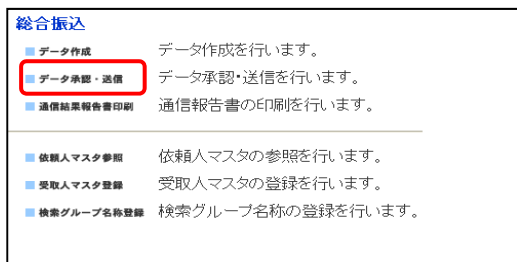 総合振込
データ作成 データ作成を行います。
データ承認・送信 データ承認・送信を行います。
通信結果報告書印刷 通信報告書の印刷を行います。
依頼人マスタ参照 依頼人マスタの参照を行います。
受取人マスタ登録 受取人マスタの登録を行います。
検索グループ名称登録 検索グループ名称の登録を行います。